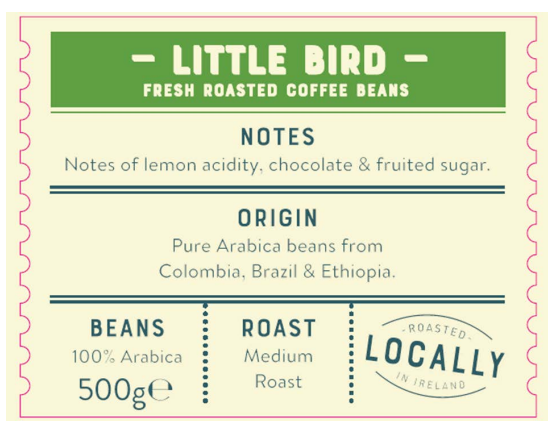 – LITTLE BIRD –
FRESH ROASTED COFFEE BEANS
NOTES
Notes of lemon acidity, chocolate & fruited sugar.
ORIGIN
Pure Arabica beans from
Colombia, Brazil & Ethiopia.
BEANS
100% Arabica
500g℮
ROAST
Medium
Roast
- ROASTED -
LOCALLY
IN IRELAND